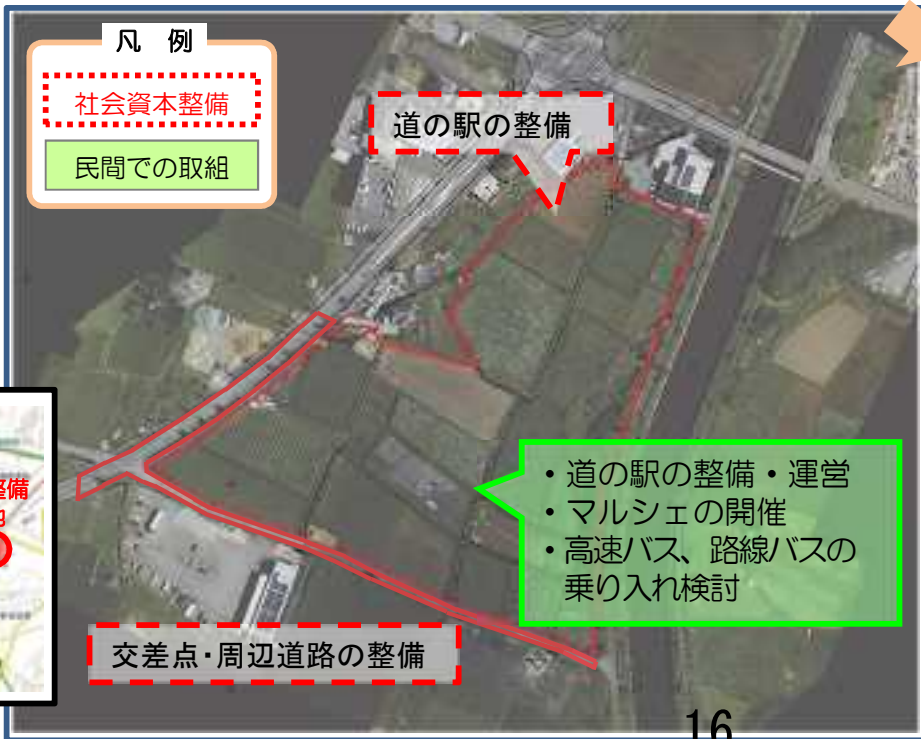 凡 例
社会資本整備
民間での取組
道の駅の整備
・道の駅の整備・運営
・マルシェの開催
・高速バス、路線バスの
乗り入れ検討
整備
交差点・周辺道路の整備
16